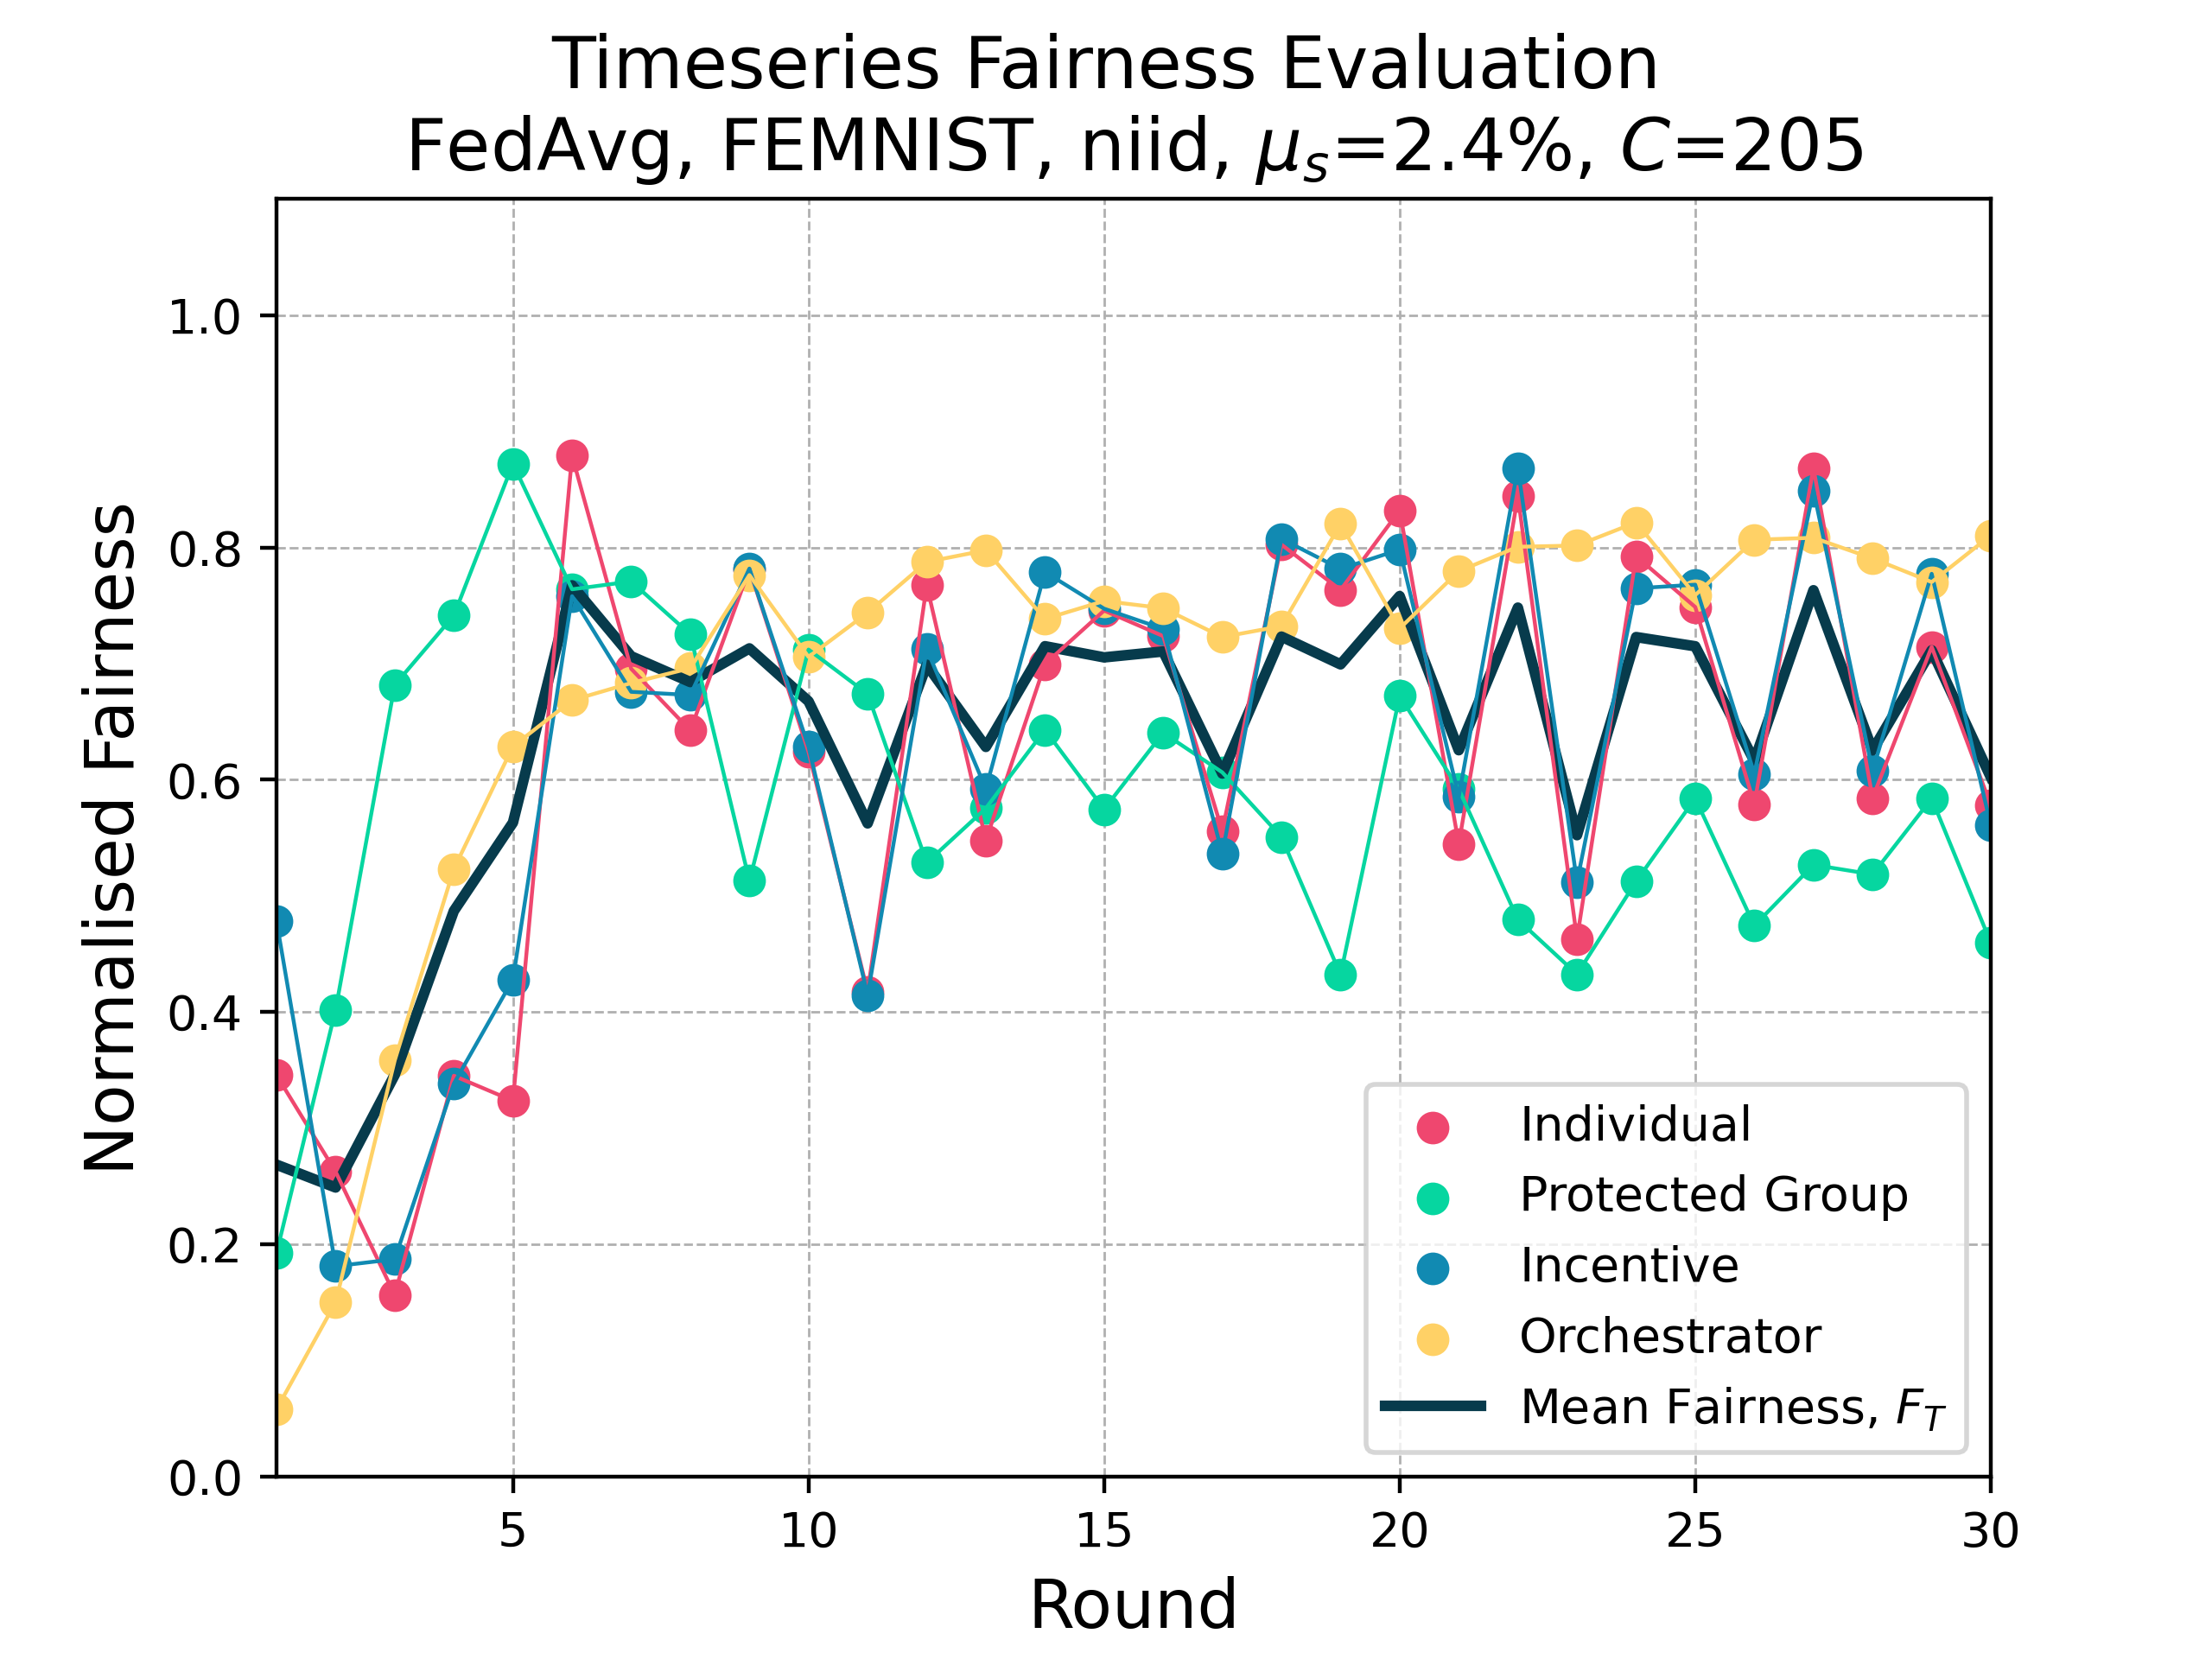 Timeseries Fairness Evaluation
FedAvg, FEMNIST, niid, μₛ=2.4%, C=205
Normalised Fairness
1.0
0.8
0.6
0.4
0.2
0.0
Individual
Protected Group
Incentive
Orchestrator
Mean Fairness, F_T
5 10 15 20 25 30
Round